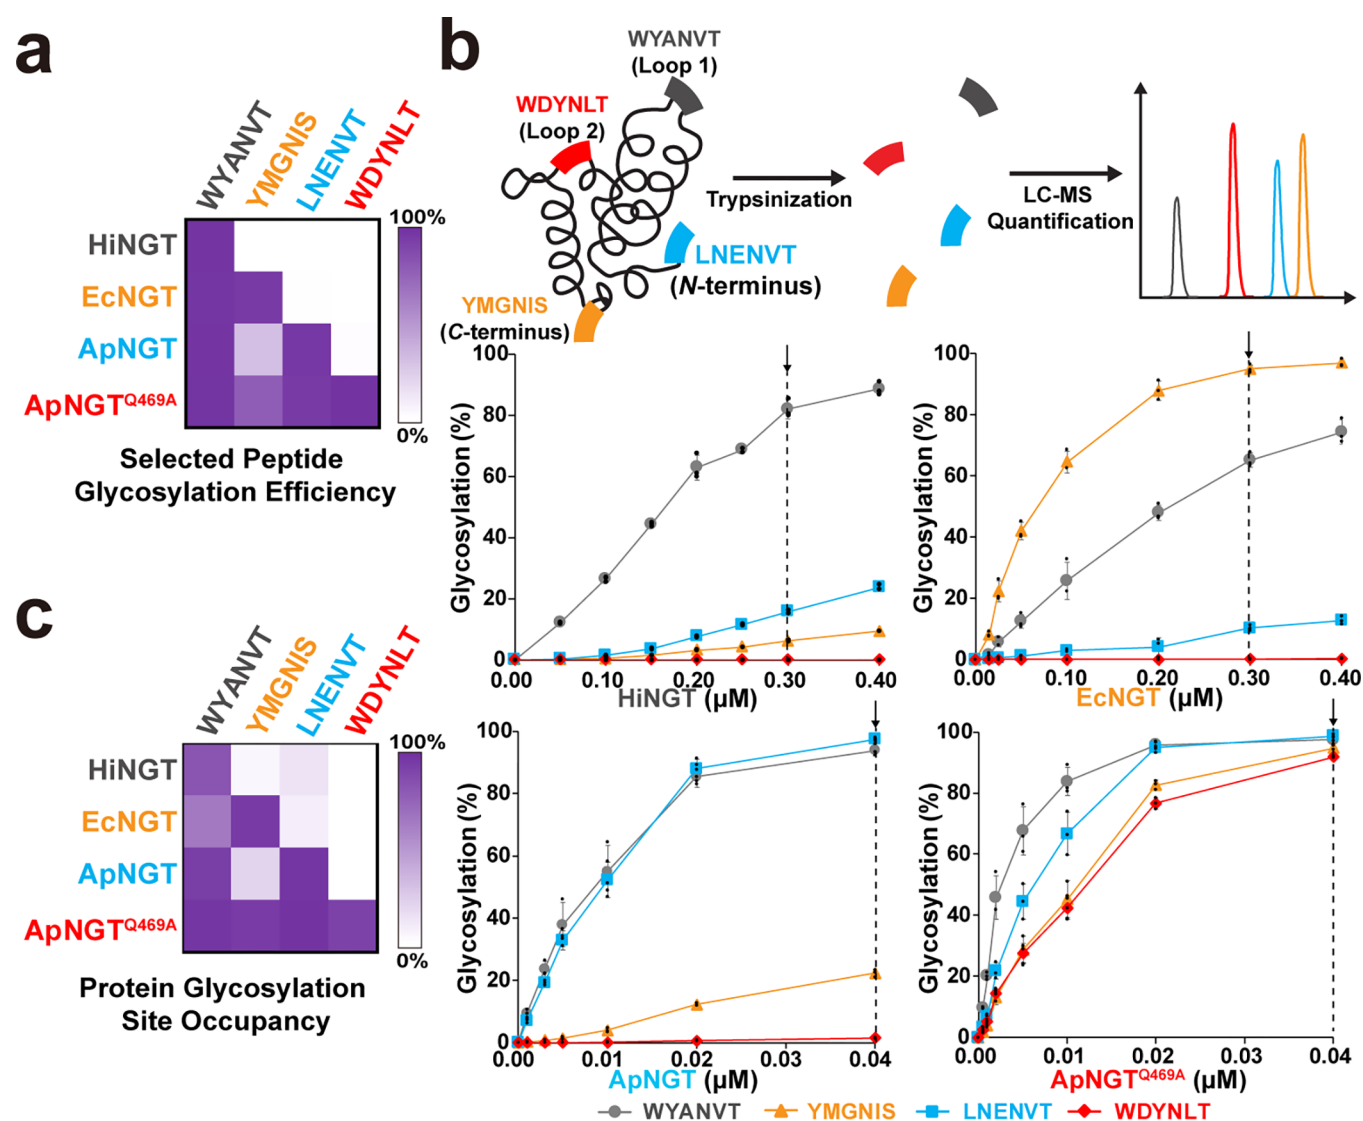 a
WYANVT
YMGNIS
LNENVT
WDYNLT
HiNGT
EcNGT
ApNGT
ApNGTQ469A
100%
0%
Selected Peptide
Glycosylation Efficiency
b
WYANVT
(Loop 1)
WDYNLT
(Loop 2)
LNENVT
(N-terminus)
YMGNIS
(C-terminus)
Trypsinization
LC-MS
Quantification
Glycosylation (%)
100
80
60
40
20
0
0.00 0.10 0.20 0.30 0.40
HiNGT (μM)
Glycosylation (%)
100
80
60
40
20
0
0.00 0.10 0.20 0.30 0.40
EcNGT (μM)
Glycosylation (%)
100
80
60
40
20
0
0.00 0.01 0.02 0.03 0.04
ApNGT (μM)
Glycosylation (%)
100
80
60
40
20
0
0.00 0.01 0.02 0.03 0.04
ApNGTQ469A (μM)
WYANVT YMGNIS LNENVT WDYNLT
c
WYANVT
YMGNIS
LNENVT
WDYNLT
HiNGT
EcNGT
ApNGT
ApNGTQ469A
100%
0%
Protein Glycosylation
Site Occupancy